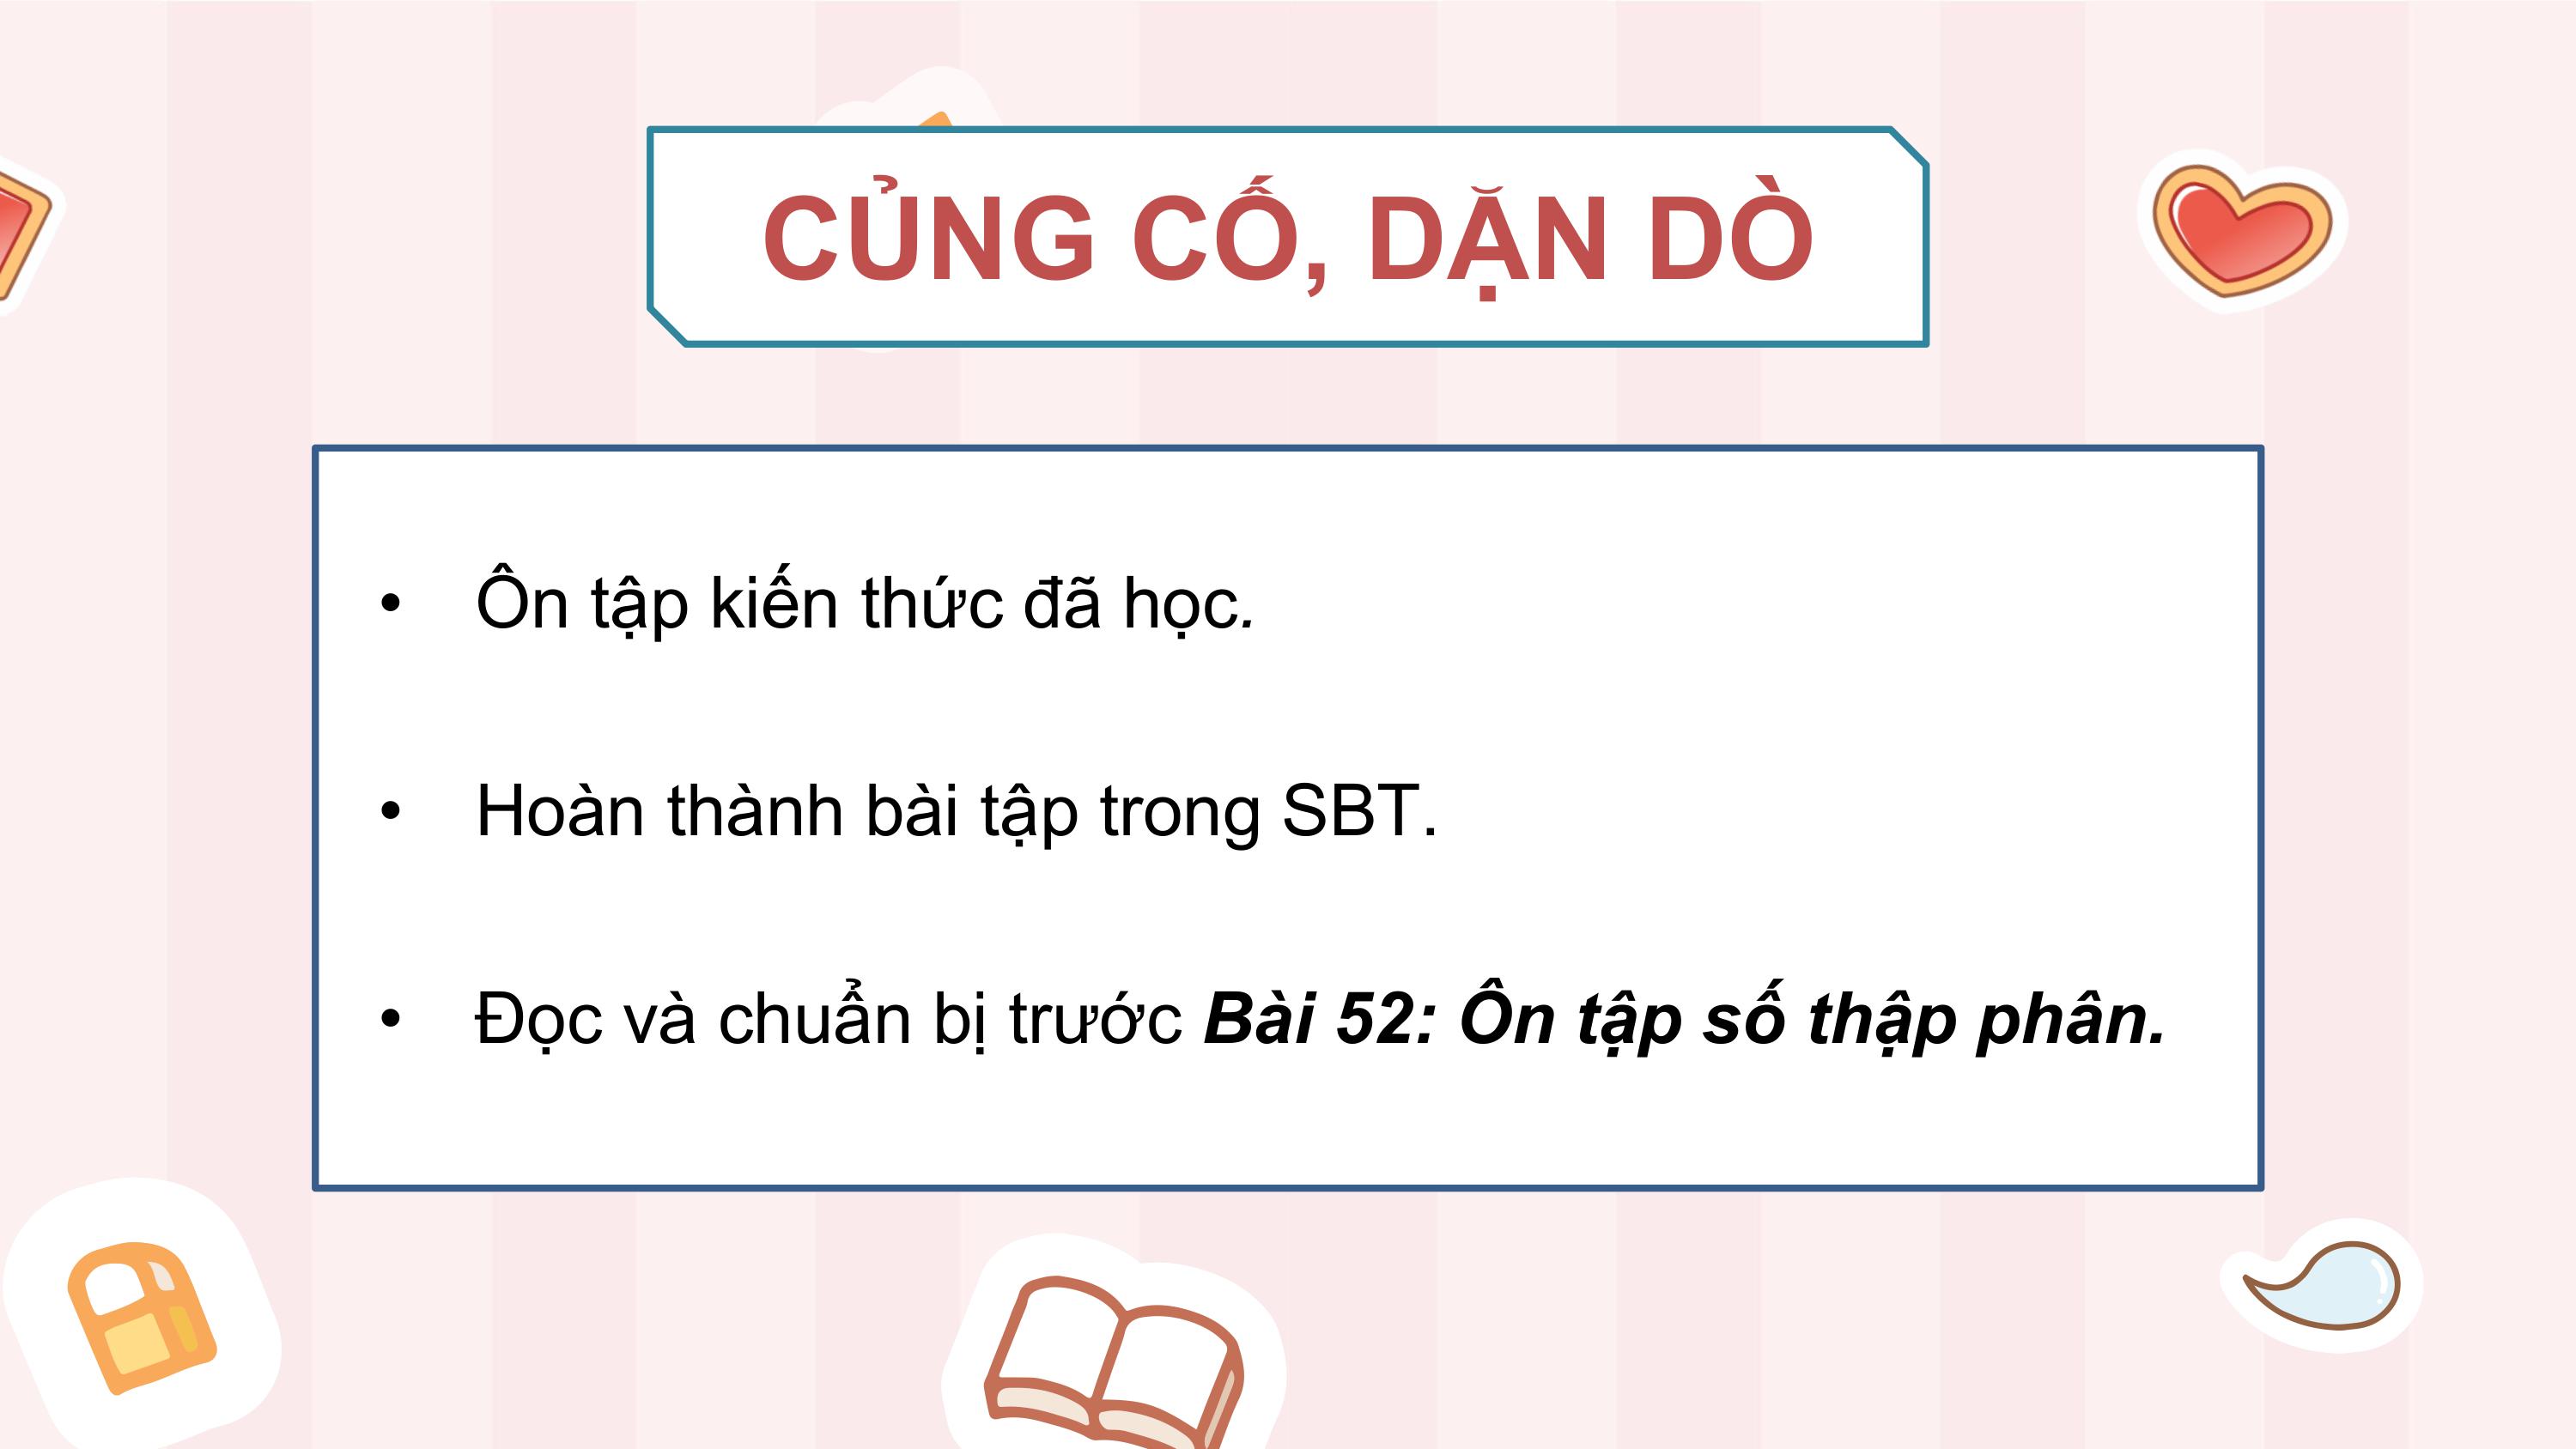 CỦNG CỐ, DẶN DÒ
• Ôn tập kiến thức đã học.
• Hoàn thành bài tập trong SBT.
• Đọc và chuẩn bị trước Bài 52: Ôn tập số thập phân.